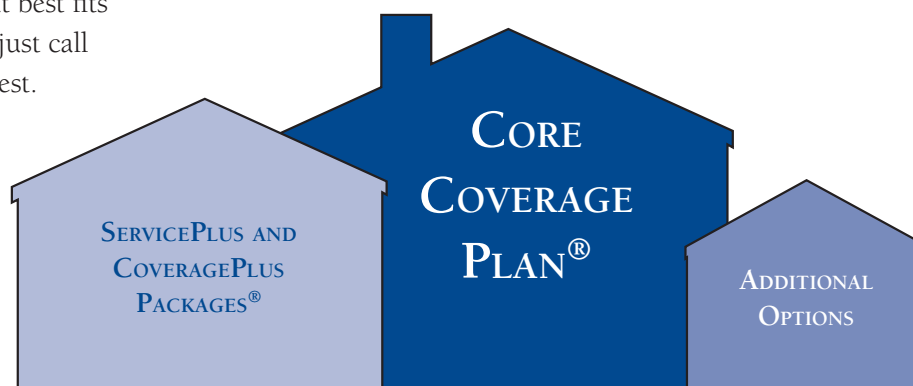 best fits
just call
est.
CORE
COVERAGE
PLAN®
SERVICEPLUS AND
COVERAGEPLUS
PACKAGES®
ADDITIONAL
OPTIONS